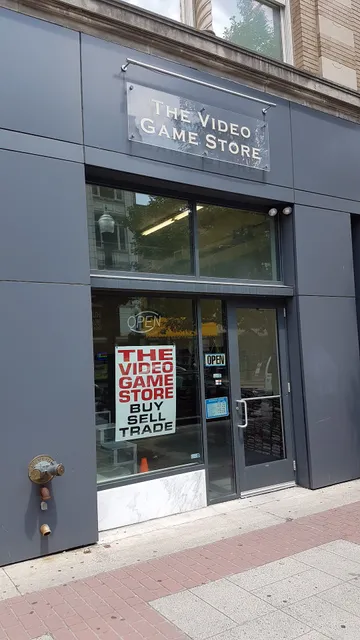 THE VIDEO
GAME STORE
OPEN
OPEN
THE
VIDEO
GAME
STORE
BUY
SELL
TRADE